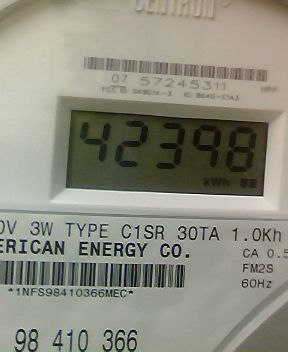 CENTRON
07 57245311
42398
kWh
3W TYPE C1SR 30TA 1.0Kh
ERICAN ENERGY CO.
CA 0.5
FM2S
*1NFS98410366MEC*
60Hz
98 410 366